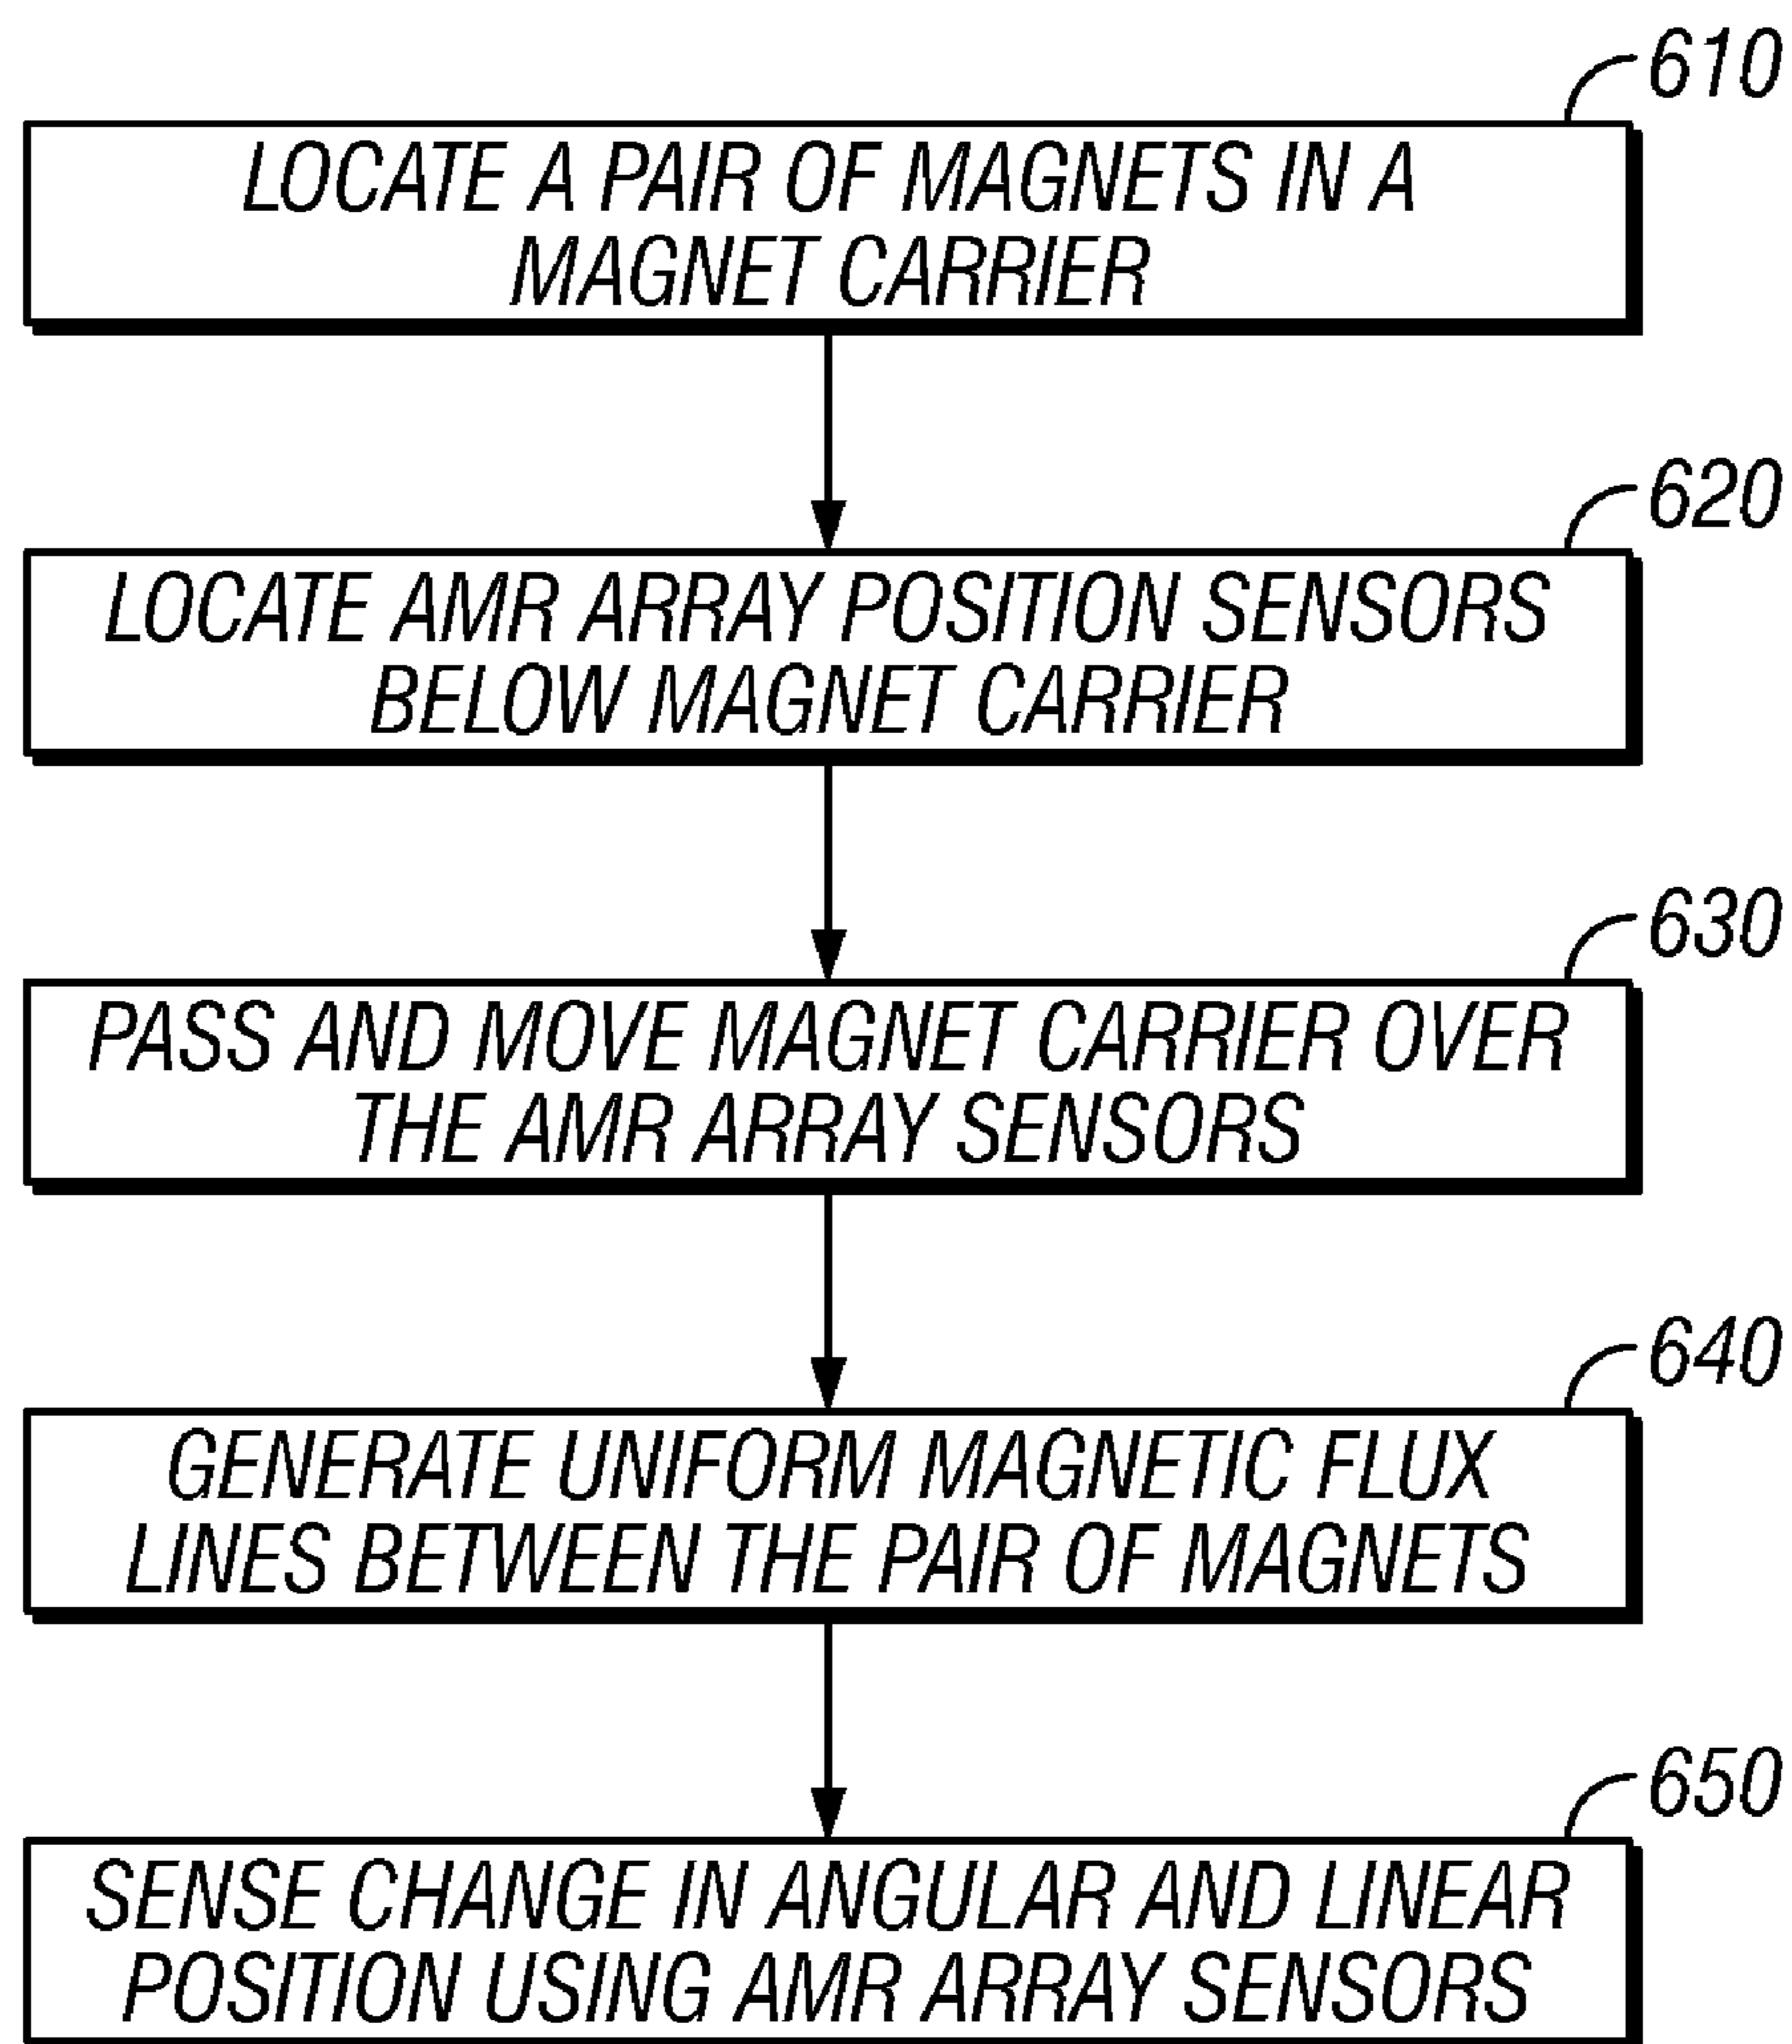 610
LOCATE A PAIR OF MAGNETS IN A
MAGNET CARRIER
620
LOCATE AMR ARRAY POSITION SENSORS
BELOW MAGNET CARRIER
630
PASS AND MOVE MAGNET CARRIER OVER
THE AMR ARRAY SENSORS
640
GENERATE UNIFORM MAGNETIC FLUX
LINES BETWEEN THE PAIR OF MAGNETS
650
SENSE CHANGE IN ANGULAR AND LINEAR
POSITION USING AMR ARRAY SENSORS